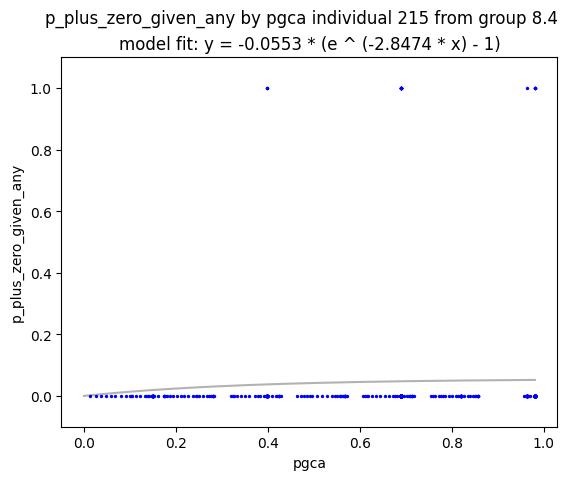 p_plus_zero_given_any by pgca individual 215 from group 8.4
model fit: y = -0.0553 * (e ^ (-2.8474 * x) - 1)
1.0
0.8
0.6
0.4
0.2
0.0
p_plus_zero_given_any
0.0 0.2 0.4 0.6 0.8 1.0
pgca